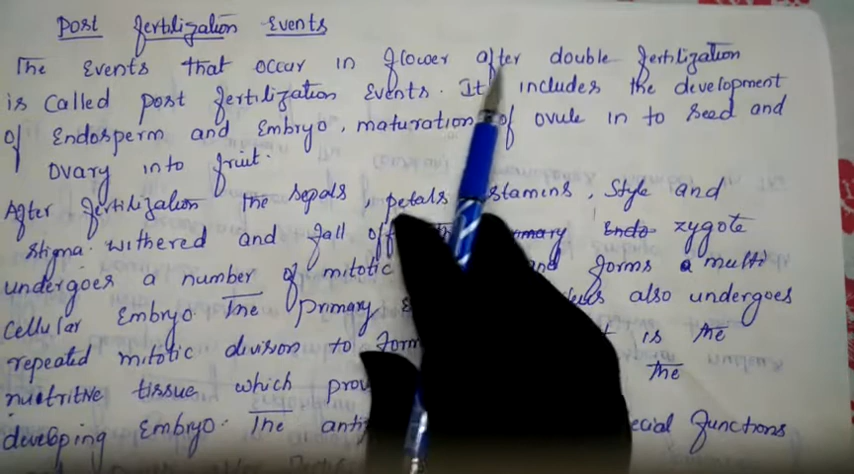 Post fertilization Events
The Events that occur in flower after double fertilization
is called post fertilization Events. It includes the development
of Endosperm and Embryo, maturation of ovule in to seed and
ovary into fruit.
After fertilization the sepals, petals stamins, Style and
stigma. withered and fall off zygote
undergoes a number of mitotic and forms a multi
cellular Embryo The primary also undergoes
repeated mitotic division to is the
nuetritive tissue which the
developing Embryo. The functions